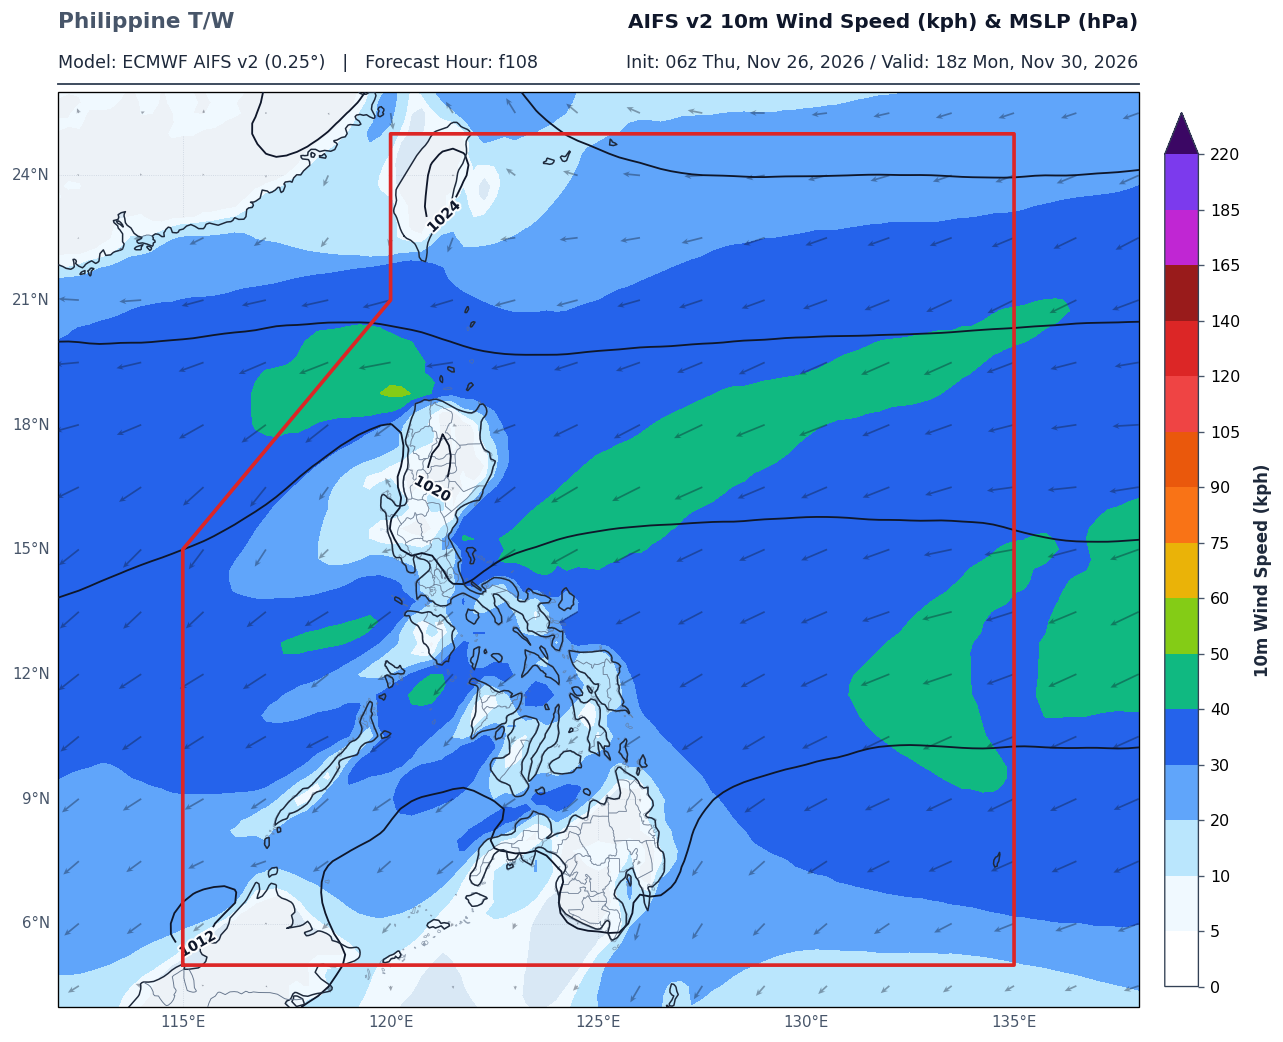 Philippine T/W
AIFS v2 10m Wind Speed (kph) & MSLP (hPa)
Model: ECMWF AIFS v2 (0.25°) | Forecast Hour: f108
Init: 06z Thu, Nov 26, 2026 / Valid: 18z Mon, Nov 30, 2026
24°N
21°N
18°N
15°N
12°N
9°N
6°N
1024
1020
1012
115°E
120°E
125°E
130°E
135°E
220
185
165
140
120
105
90
75
60
50
40
30
20
10
5
0
10m Wind Speed (kph)